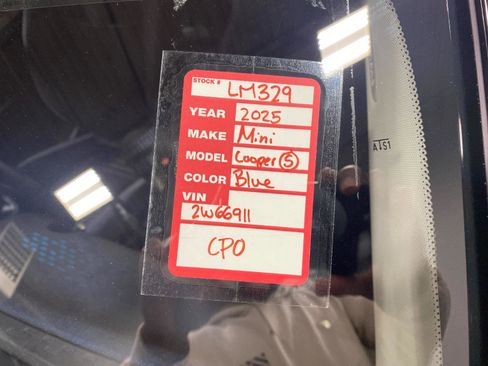 STOCK # LM329
YEAR 2025
MAKE Mini
MODEL Cooper (S)
COLOR Blue
VIN
2W66911
CPO
AS1